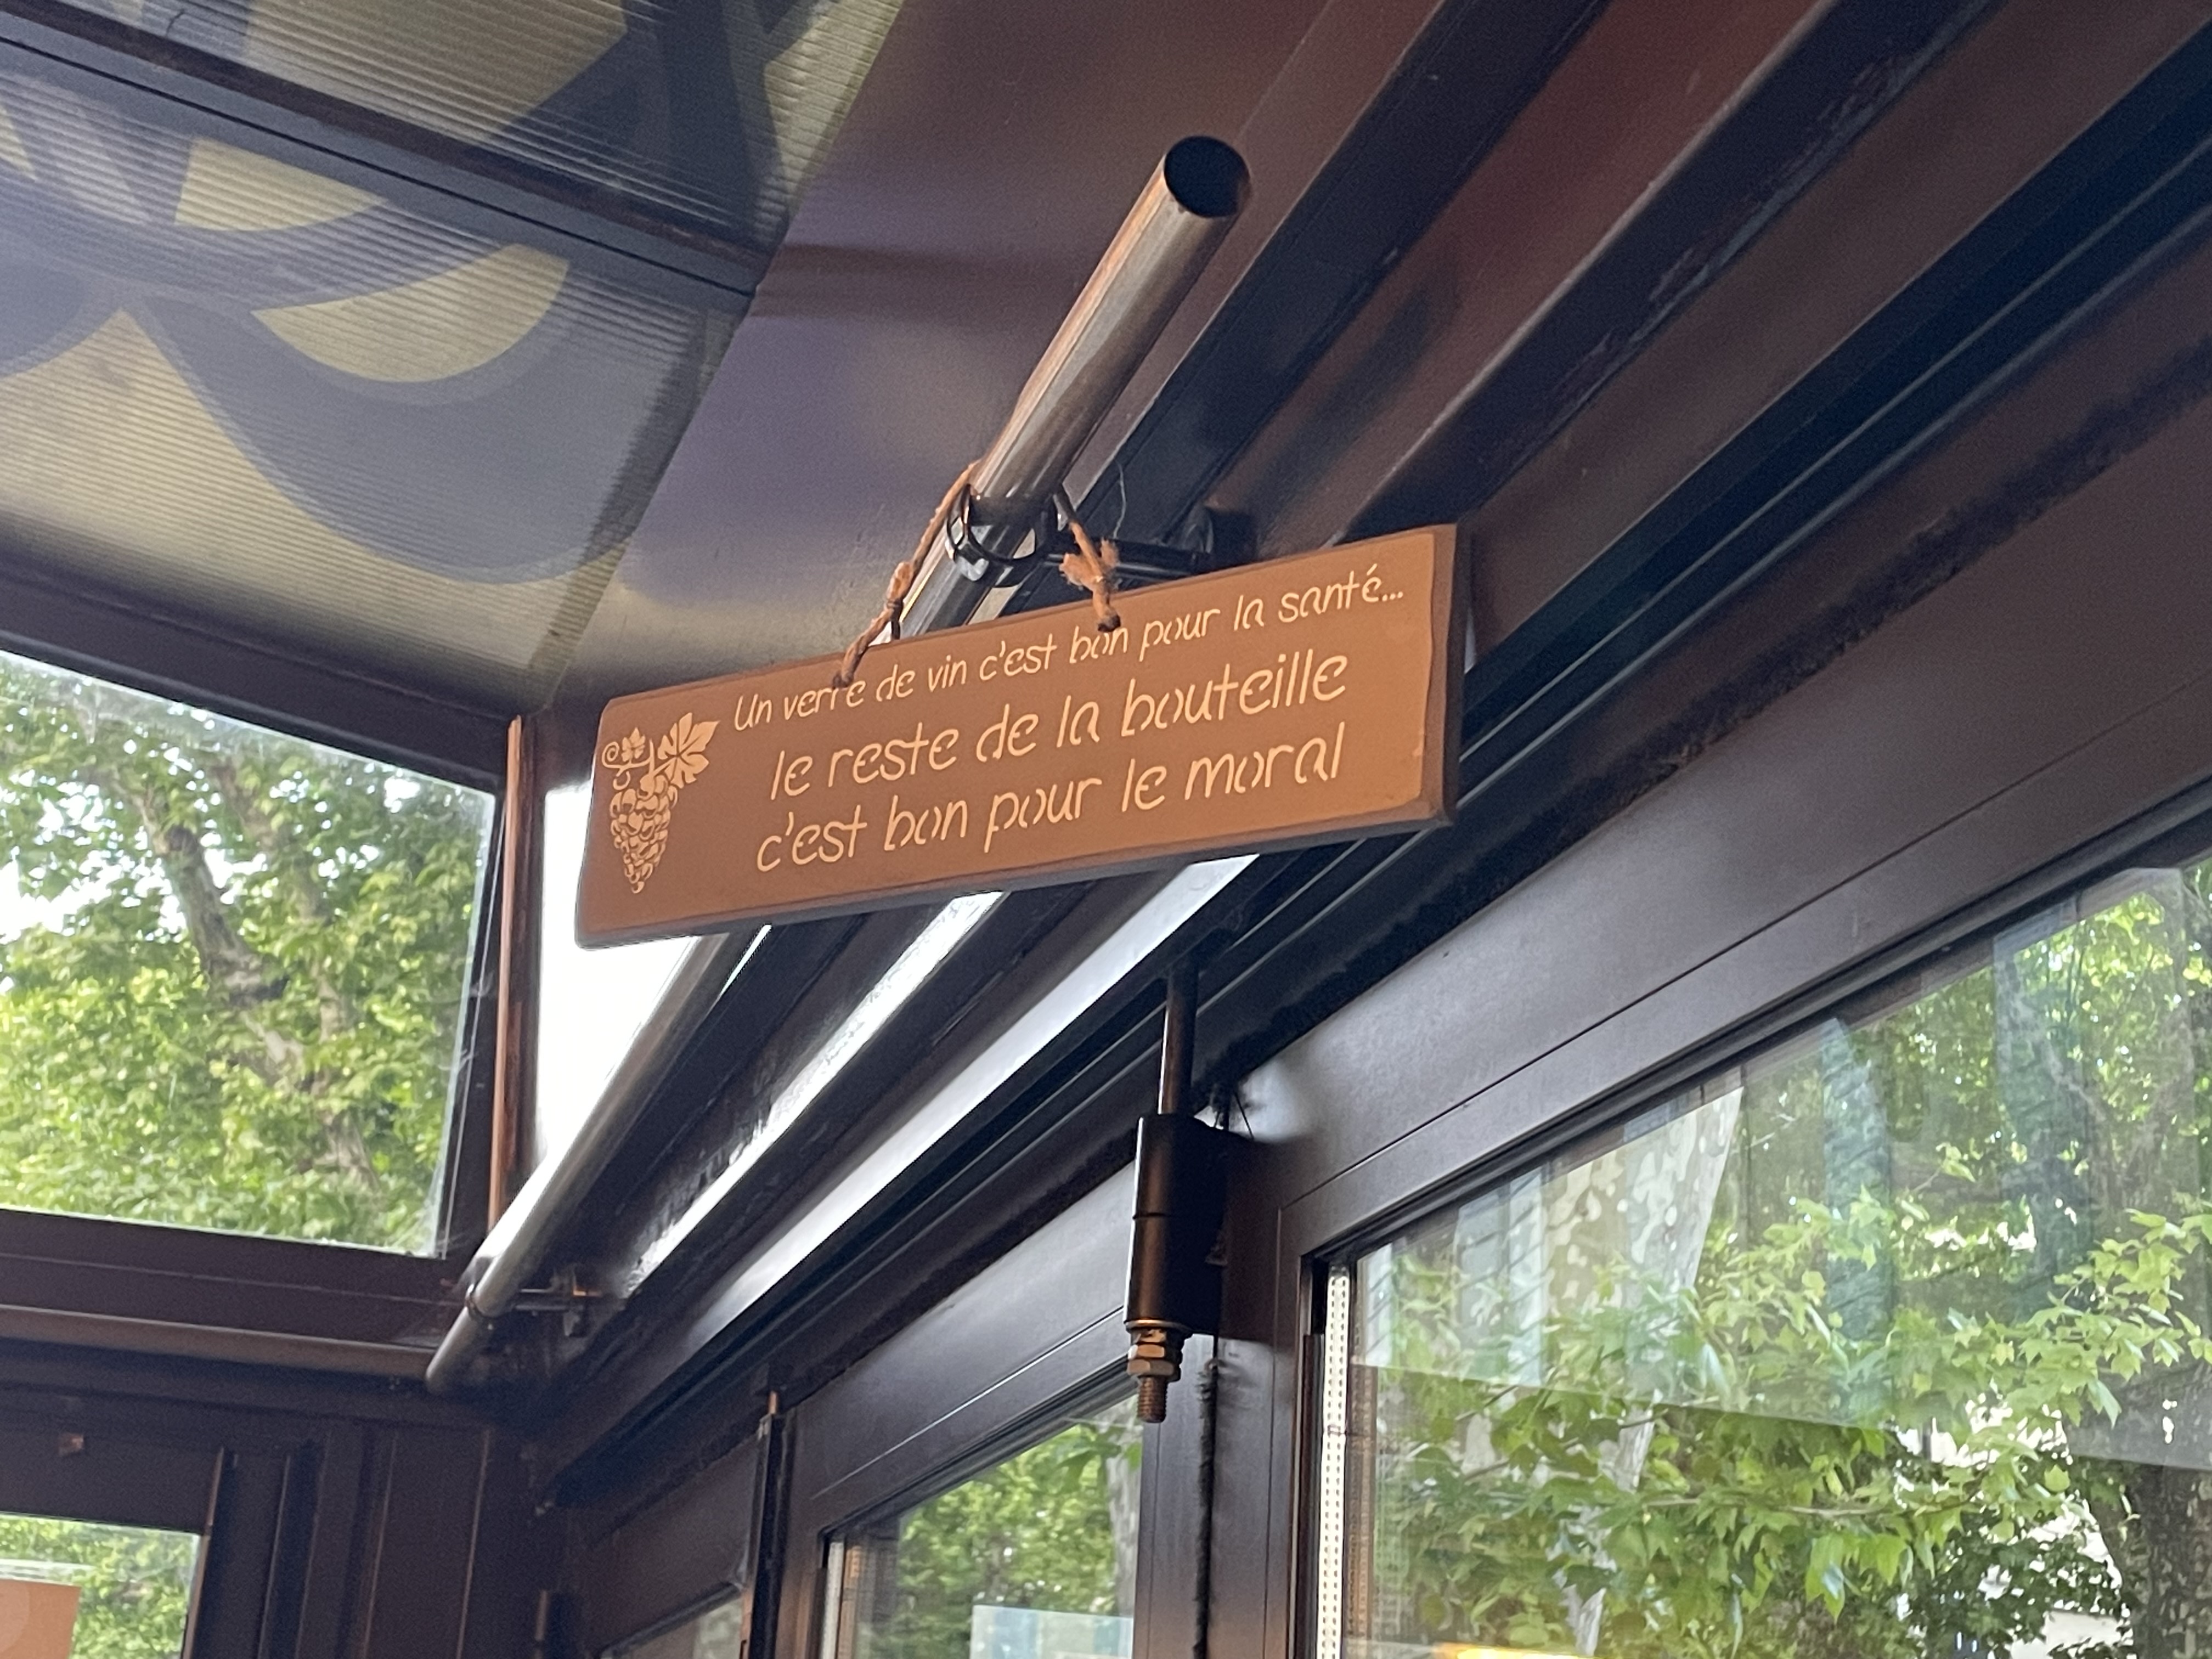 Un verre de vin c'est bon pour la santé...
le reste de la bouteille
c'est bon pour le moral